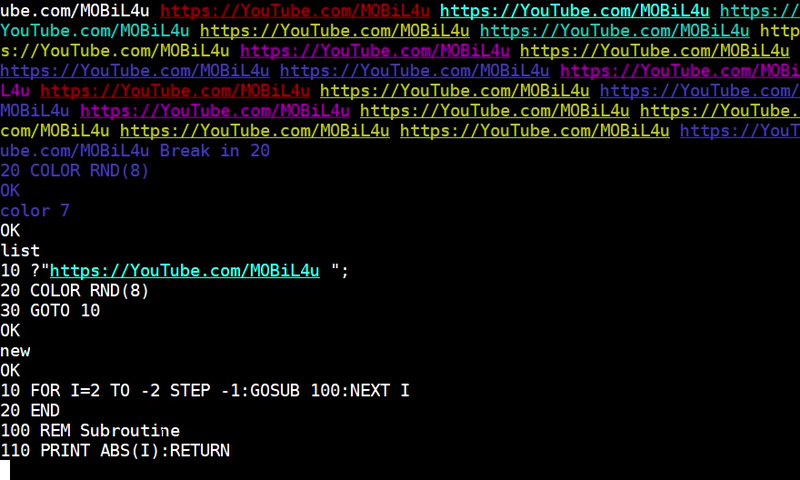 ube.com/MOBiL4u https://YouTube.com/MOBiL4u https://YouTube.com/MOBiL4u https://
YouTube.com/MOBiL4u https://YouTube.com/MOBiL4u https://YouTube.com/MOBiL4u http
s://YouTube.com/MOBiL4u https://YouTube.com/MOBiL4u https://YouTube.com/MOBiL4u
https://YouTube.com/MOBiL4u https://YouTube.com/MOBiL4u https://YouTube.com/MOBi
L4u https://YouTube.com/MOBiL4u https://YouTube.com/MOBiL4u https://YouTube.com/
MOBiL4u https://YouTube.com/MOBiL4u https://YouTube.com/MOBiL4u https://YouTube.
com/MOBiL4u https://YouTube.com/MOBiL4u https://YouTube.com/MOBiL4u https://YouT
ube.com/MOBiL4u Break in 20
20 COLOR RND(8)
OK
color 7
OK
list
10 ?"https://YouTube.com/MOBiL4u ";
20 COLOR RND(8)
30 GOTO 10
OK
new
OK
10 FOR I=2 TO -2 STEP -1:GOSUB 100:NEXT I
20 END
100 REM Subroutine
110 PRINT ABS(I):RETURN